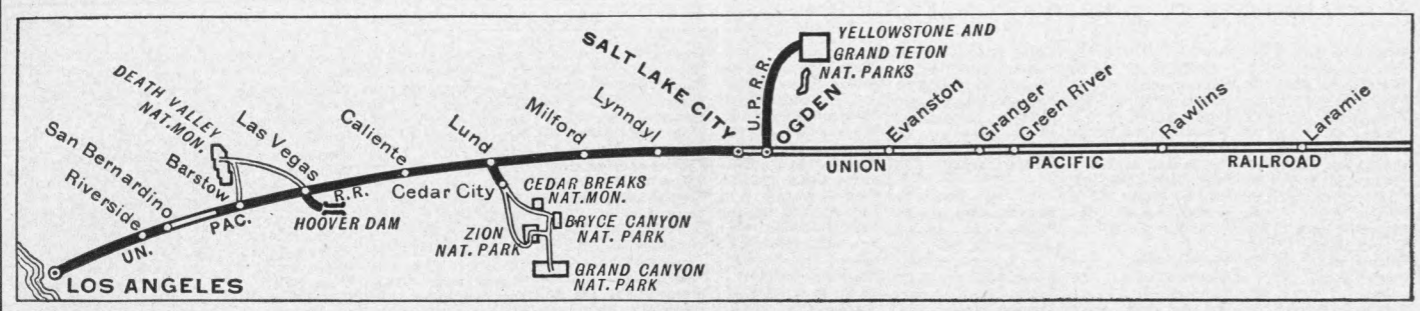 DEATH VALLEY
NAT. MON.
San Bernardino
Riverside
Barstow
Las Vegas
Caliente
Lund
Milford
Lynndyl
SALT LAKE CITY
U.P. R.R.
OGDEN
YELLOWSTONE AND
GRAND TETON
NAT. PARKS
Evanston
Granger
Green River
Rawlins
Laramie
UNION PACIFIC RAILROAD
UN. PAC. R.R.
HOOVER DAM
Cedar City
CEDAR BREAKS
NAT. MON.
BRYCE CANYON
NAT. PARK
ZION
NAT. PARK
GRAND CANYON
NAT. PARK
LOS ANGELES